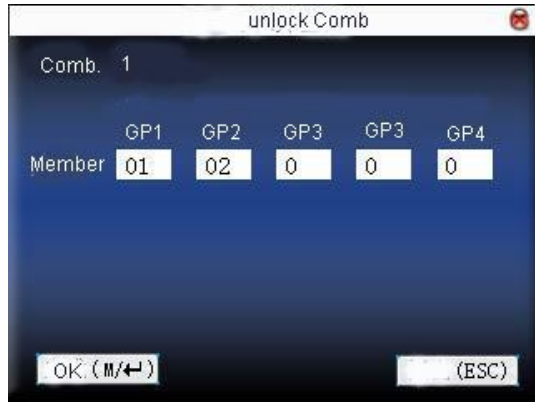 unlock Comb
Comb. 1
GP1 GP2 GP3 GP3 GP4
Member 01 02 0 0 0
OK (M/↵) (ESC)